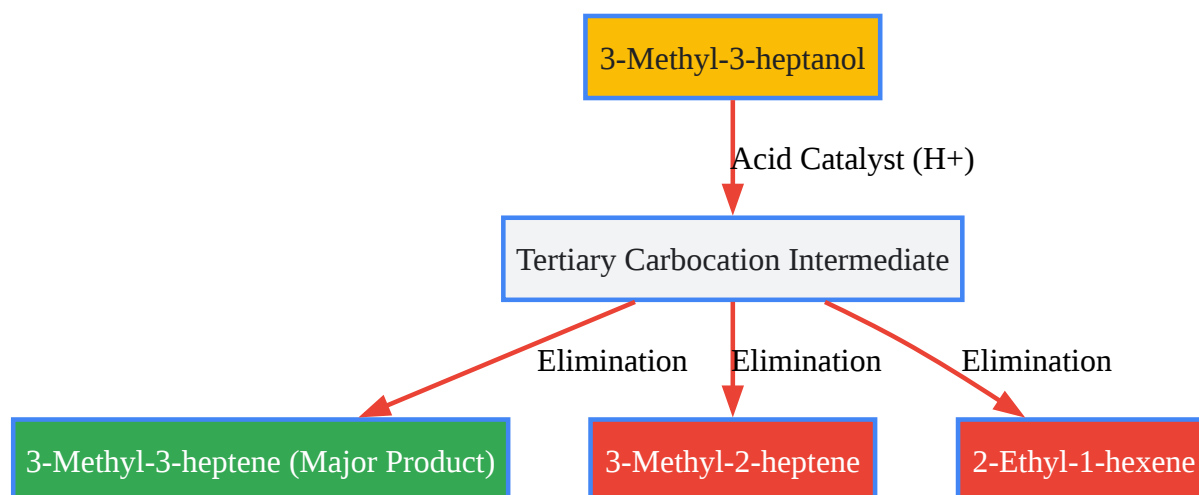 3-Methyl-3-heptanol
Acid Catalyst (H+)
Tertiary Carbocation Intermediate
Elimination
Elimination
Elimination
3-Methyl-3-heptene (Major Product)
3-Methyl-2-heptene
2-Ethyl-1-hexene